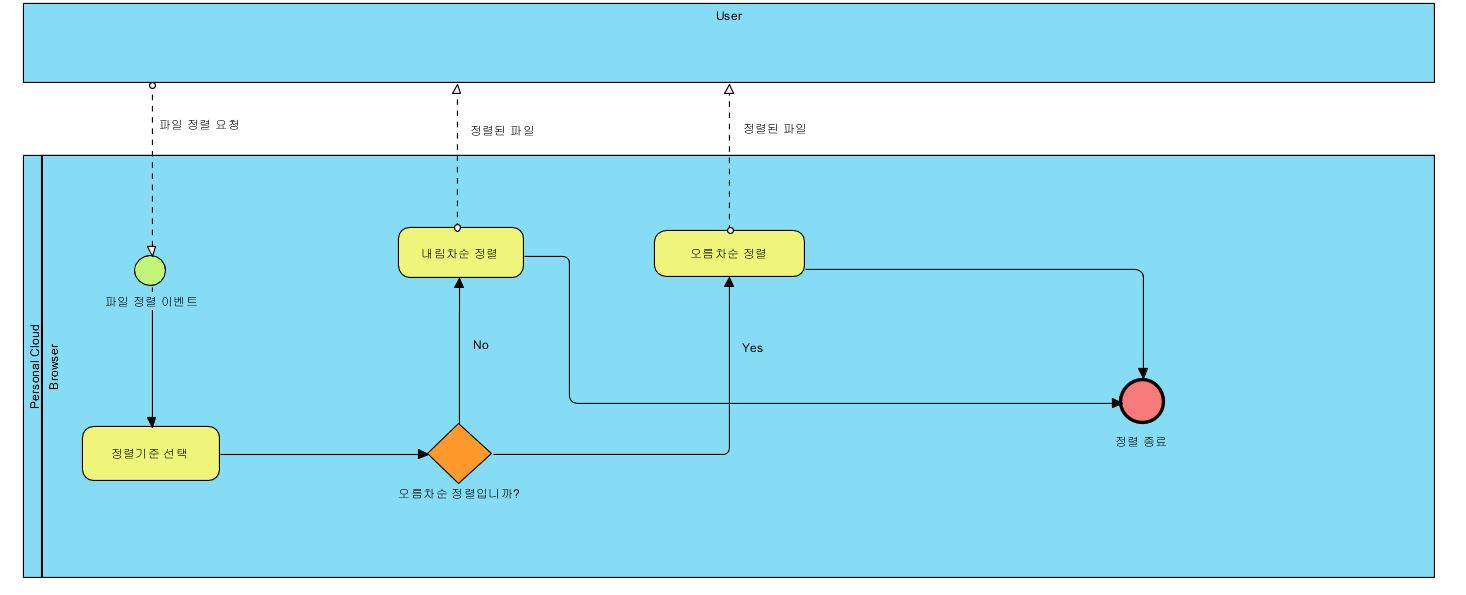 User
파일 정렬 요청
정렬된 파일
정렬된 파일
Personal Cloud
Browser
파일 정렬 이벤트
내림차순 정렬
오름차순 정렬
No
Yes
정렬기준 선택
오름차순 정렬입니까?
정렬 종료